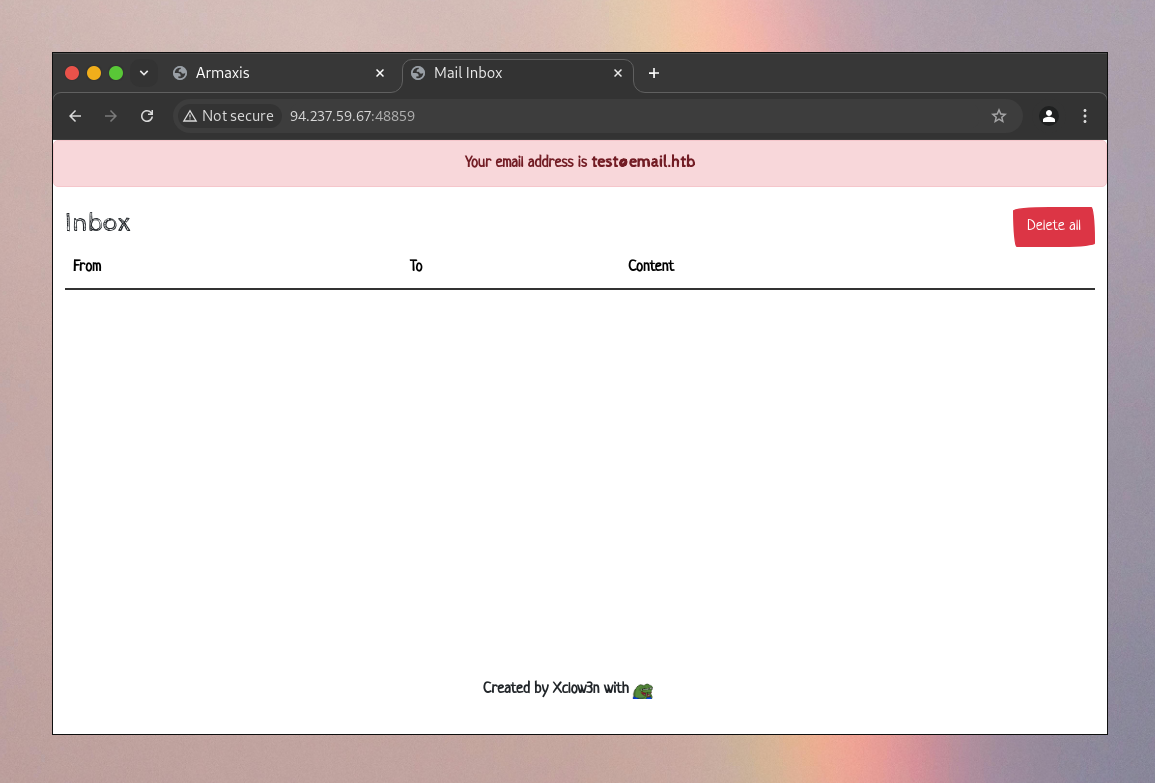 Armaxis
Mail Inbox
Not secure
94.237.59.67:48859
Your email address is test@email.htb
Inbox
Delete all
From To Content
Created by Xclow3n with